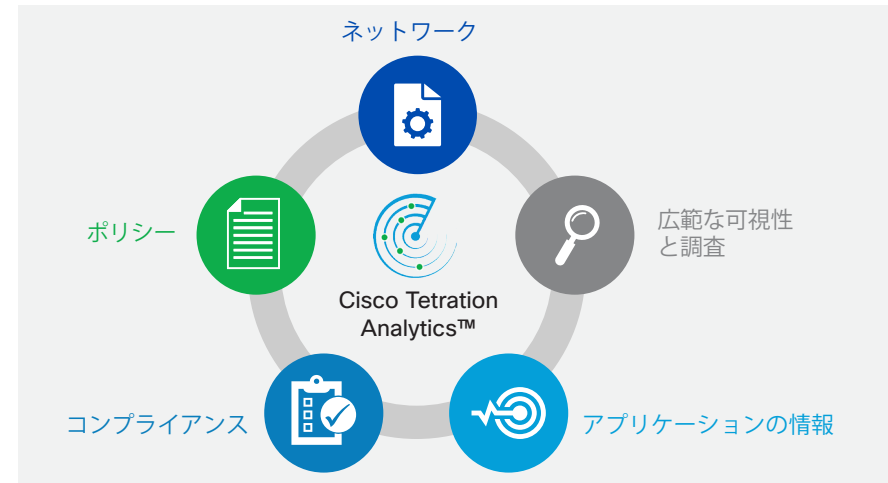 ネットワーク
ポリシー
広範な可視性
と調査
Cisco Tetration
Analytics™
コンプライアンス
アプリケーションの情報